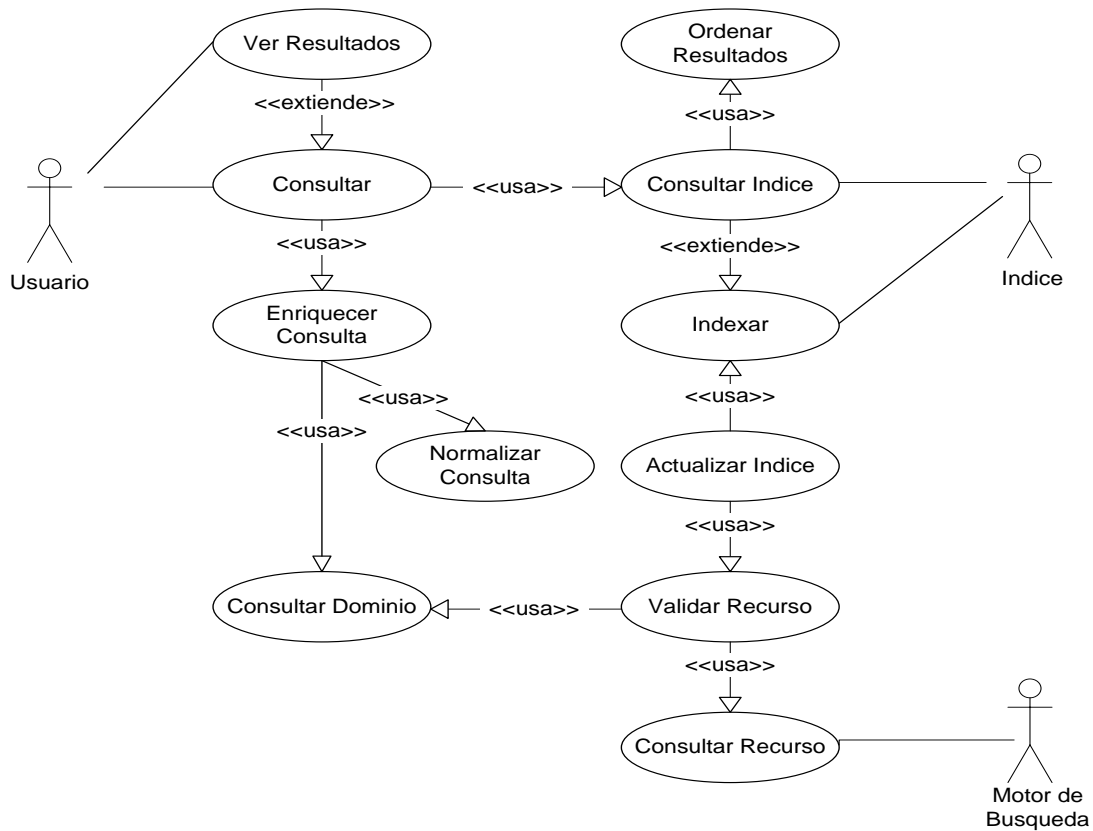 Ver Resultados
Ordenar
Resultados
<<extiende>>
<<usa>>
Consultar
<<usa>>
Consultar Indice
Usuario
<<usa>>
<<extiende>>
Indice
Enriquecer
Consulta
Indexar
<<usa>>
<<usa>>
<<usa>>
Normalizar
Consulta
Actualizar Indice
<<usa>>
Consultar Dominio
<<usa>>
Validar Recurso
<<usa>>
Consultar Recurso
Motor de
Busqueda